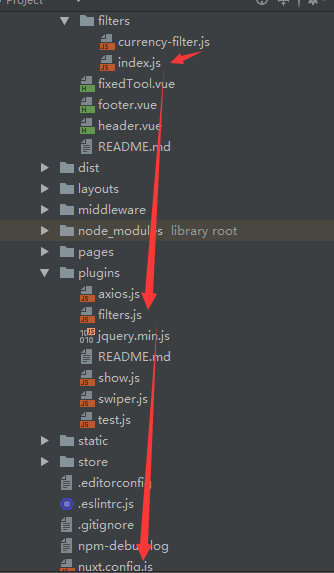 Project
filters
currency-filter.js
index.js
fixedTool.vue
footer.vue
header.vue
README.md
dist
layouts
middleware
node_modules library root
pages
plugins
axios.js
filters.js
jquery.min.js
README.md
show.js
swiper.js
test.js
static
store
.editorconfig
.eslintrc.js
.gitignore
npm-debug.log
nuxt.config.js